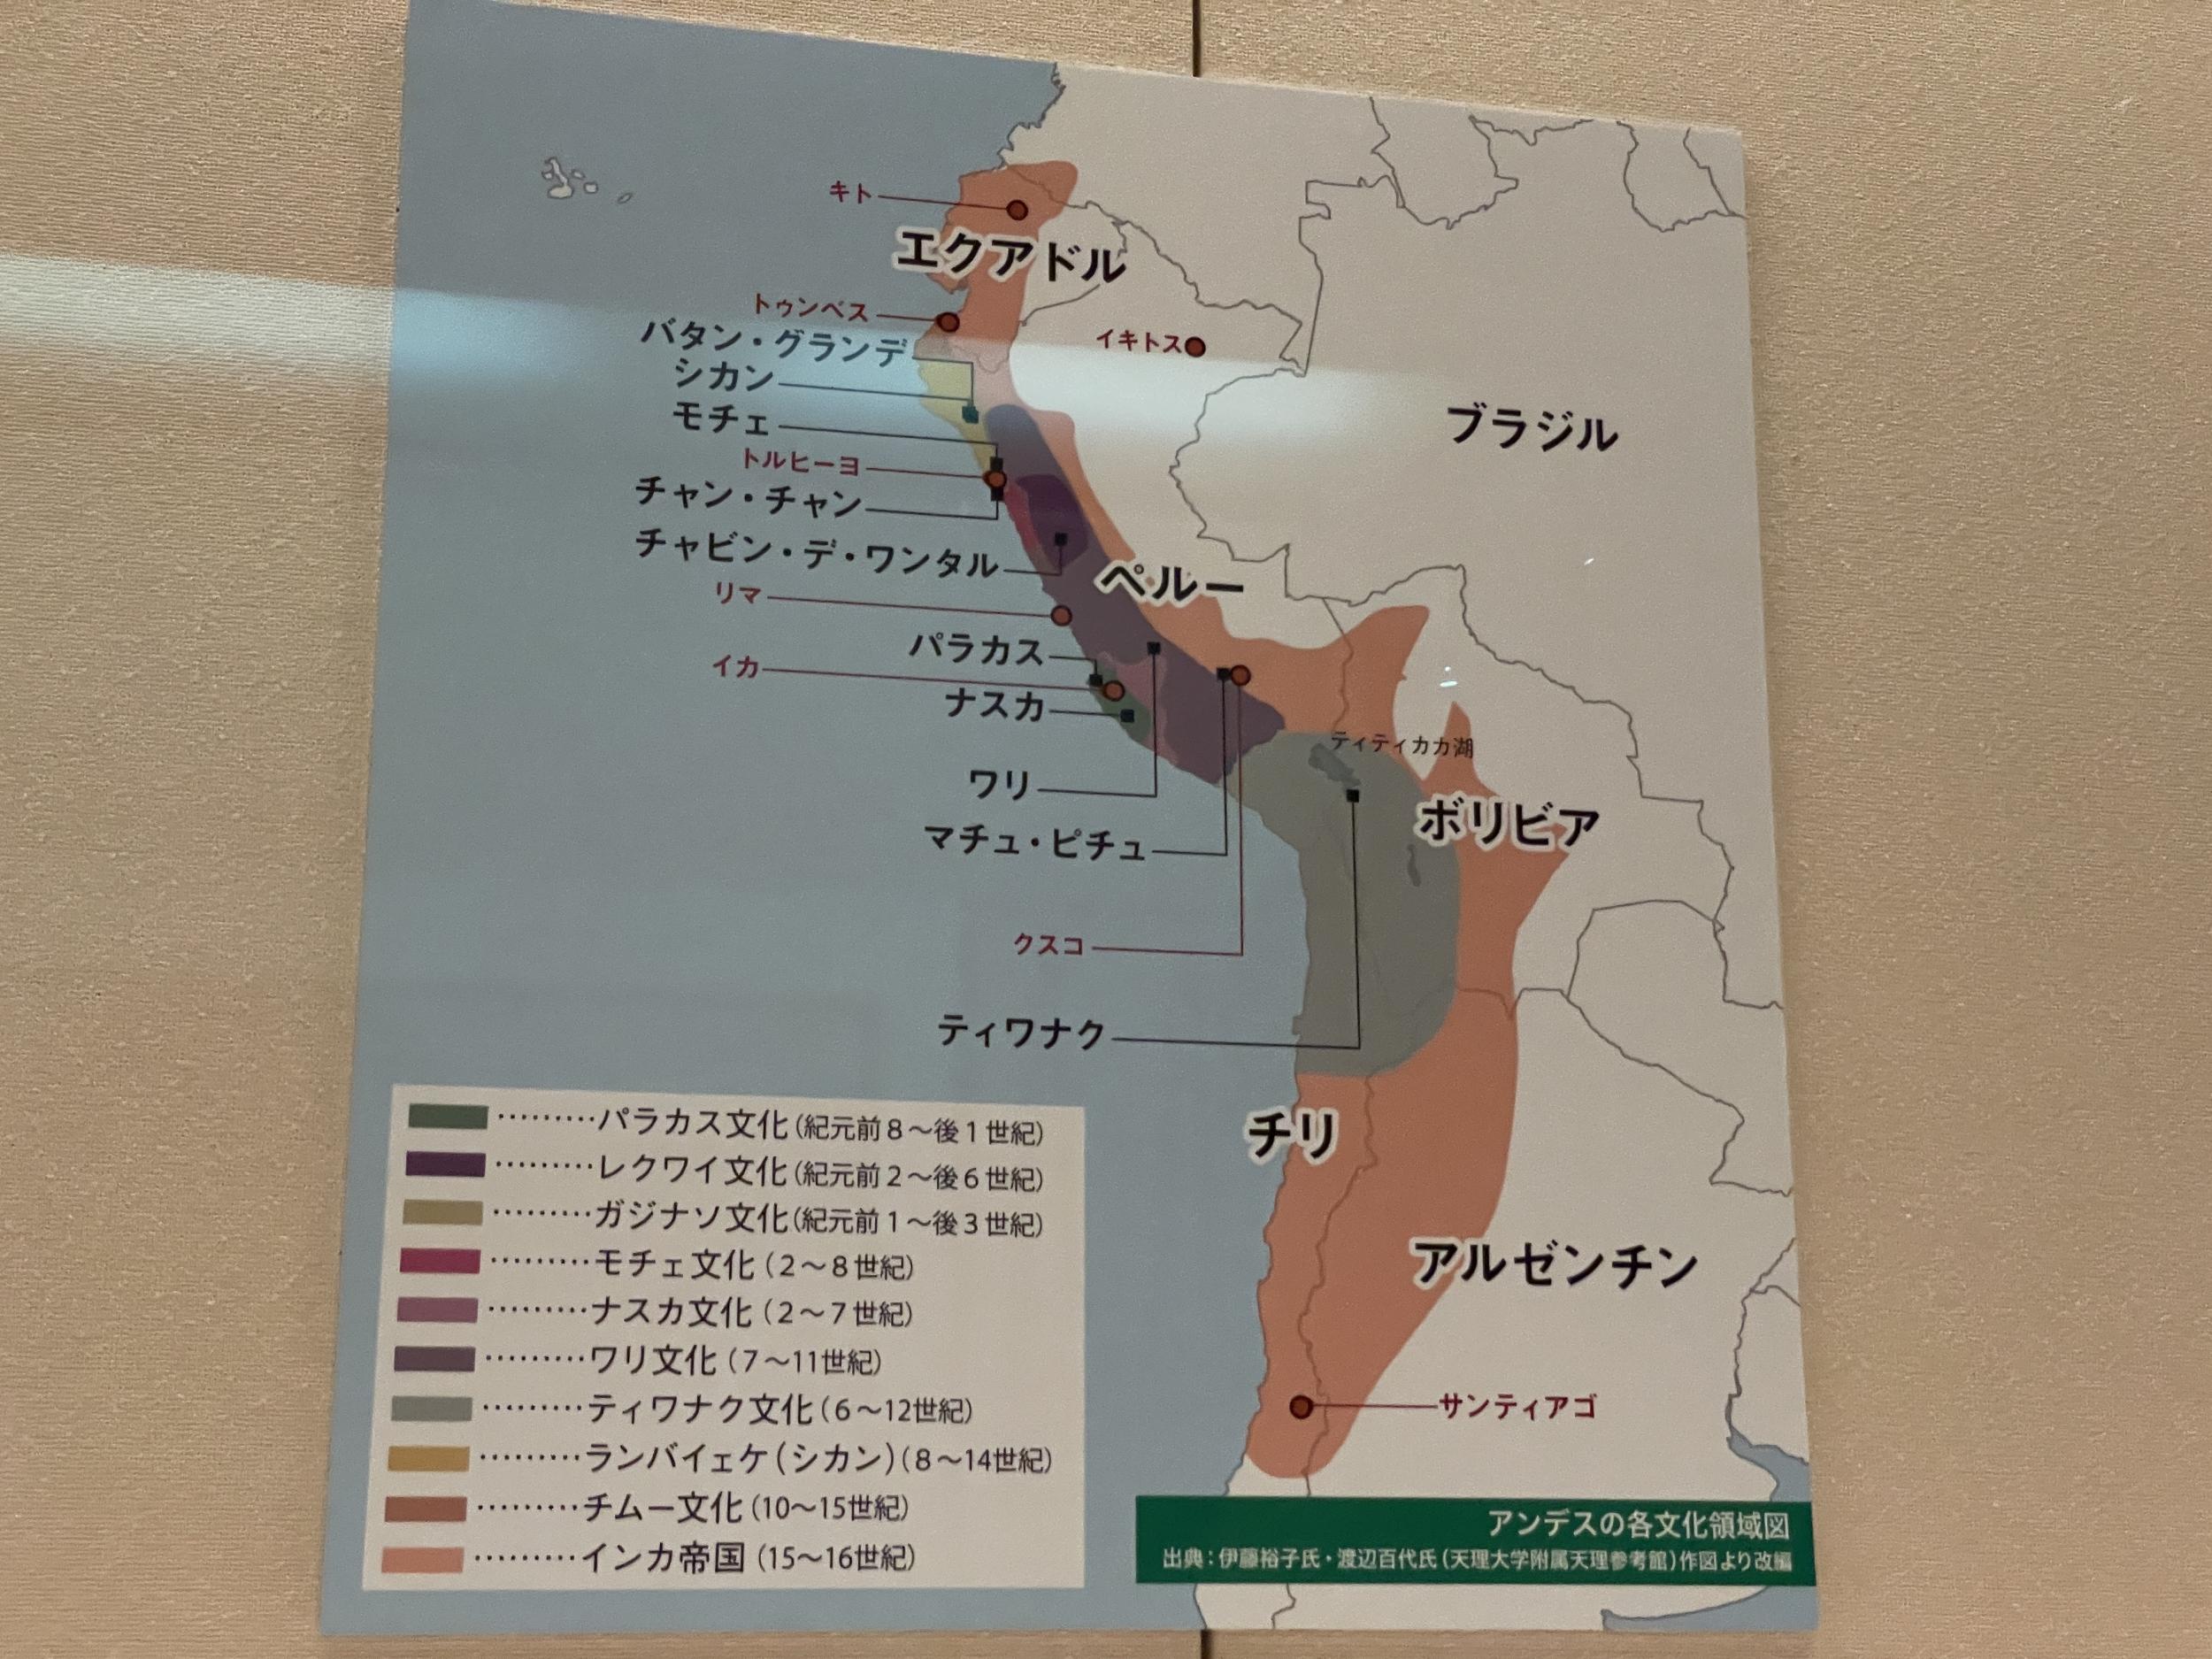 キト
エクアドル
トゥンベス
バタン・グランデ
イキトス
シカン
モチェ
ブラジル
トルヒーヨ
チャン・チャン
チャビン・デ・ワンタル
ペルー
リマ
パラカス
イカ
ナスカ
ティティカカ湖
ワリ
ボリビア
マチュ・ピチュ
クスコ
ティワナク
チリ
アルゼンチン
サンティアゴ
………パラカス文化(紀元前8〜後1世紀)
………レクワイ文化(紀元前2〜後6世紀)
………ガジナソ文化(紀元前1〜後3世紀)
………モチェ文化(2〜8世紀)
………ナスカ文化(2〜7世紀)
………ワリ文化(7〜11世紀)
………ティワナク文化(6〜12世紀)
………ランバイェケ(シカン)(8〜14世紀)
………チムー文化(10〜15世紀)
………インカ帝国(15〜16世紀)
アンデスの各文化領域図
出典:伊藤裕子氏・渡辺百代氏(天理大学附属天理参考館)作図より改編